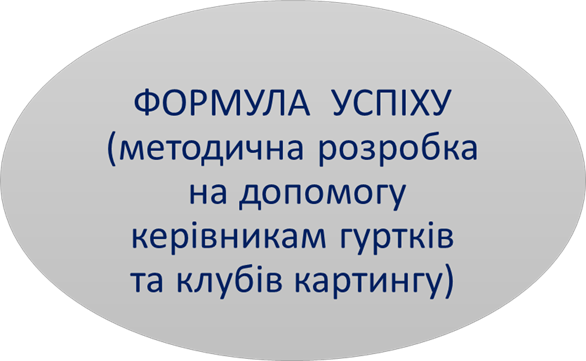 ФОРМУЛА УСПІХУ
(методична розробка
на допомогу
керівникам гуртків
та клубів картингу)